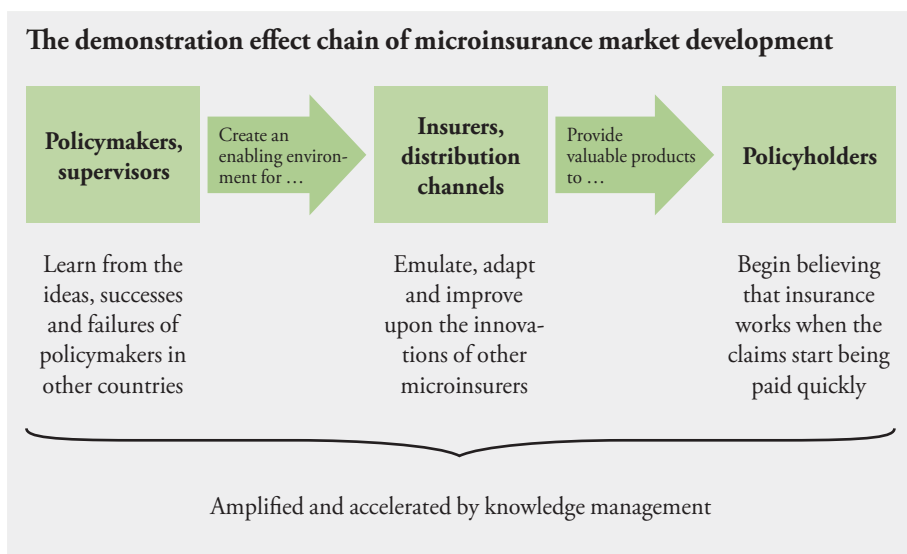 The demonstration effect chain of microinsurance market development
Policymakers,
supervisors
Create an
enabling environ-
ment for …
Insurers,
distribution
channels
Provide
valuable products
to …
Policyholders
Learn from the
ideas, successes
and failures of
policymakers in
other countries
Emulate, adapt
and improve
upon the innova-
tions of other
microinsurers
Begin believing
that insurance
works when the
claims start being
paid quickly
Amplified and accelerated by knowledge management